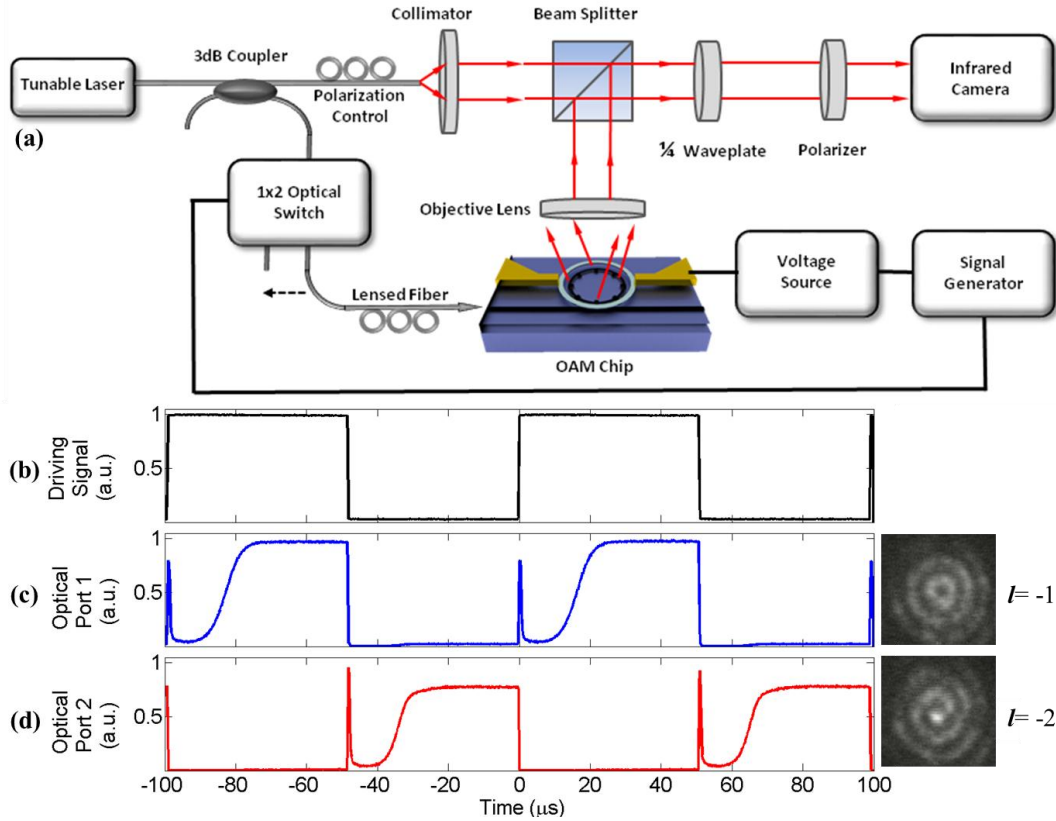 Collimator
Beam Splitter
3dB Coupler
Tunable Laser
Polarization
Control
Infrared
Camera
(a)
¼ Waveplate
Polarizer
1x2 Optical
Switch
Objective Lens
Voltage
Source
Signal
Generator
Lensed Fiber
OAM Chip
(b)
Driving
Signal
(a.u.)
1
0.5
(c)
Optical
Port 1
(a.u.)
1
0.5
l= -1
(d)
Optical
Port 2
(a.u.)
1
0.5
l= -2
-100 -80 -60 -40 -20 0 20 40 60 80 100
Time (μs)